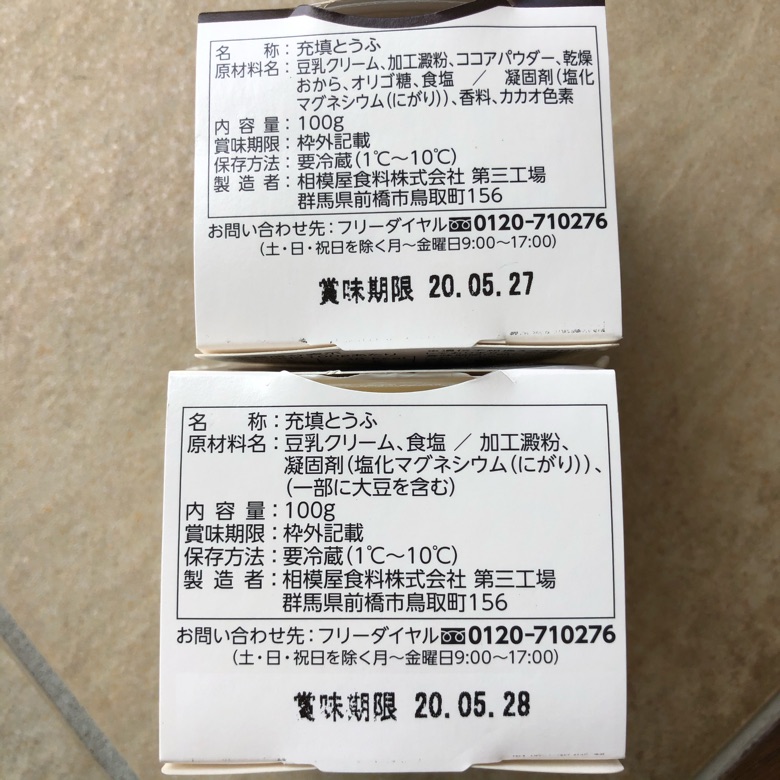 名称：充填とうふ
原材料名：豆乳クリーム、加工澱粉、ココアパウダー、乾燥
おから、オリゴ糖、食塩 ／ 凝固剤（塩化
マグネシウム（にがり））、香料、カカオ色素
内容量：100g
賞味期限：枠外記載
保存方法：要冷蔵（1℃～10℃）
製造者：相模屋食料株式会社 第三工場
群馬県前橋市鳥取町156
お問い合わせ先：フリーダイヤル 0120-710276
（土・日・祝日を除く月～金曜日9:00～17:00）
賞味期限 20.05.27
名称：充填とうふ
原材料名：豆乳クリーム、食塩 ／ 加工澱粉、
凝固剤（塩化マグネシウム（にがり））、
（一部に大豆を含む）
内容量：100g
賞味期限：枠外記載
保存方法：要冷蔵（1℃～10℃）
製造者：相模屋食料株式会社 第三工場
群馬県前橋市鳥取町156
お問い合わせ先：フリーダイヤル 0120-710276
（土・日・祝日を除く月～金曜日9:00～17:00）
賞味期限 20.05.28